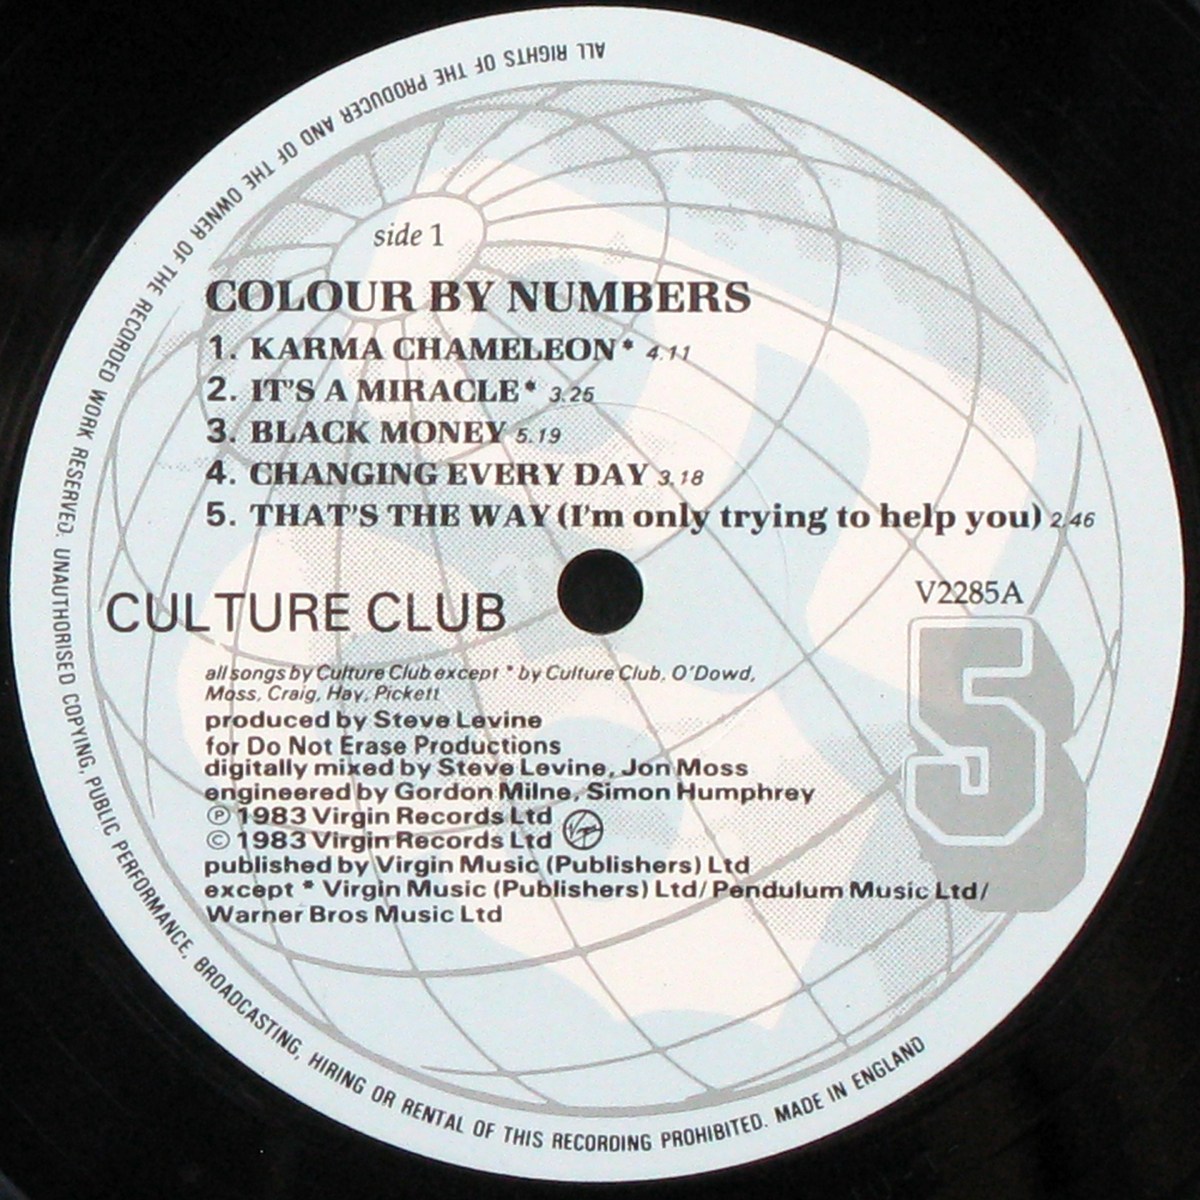 ALL RIGHTS OF THE PRODUCER AND OF THE OWNER OF THE RECORDED WORK RESERVED. UNAUTHORISED COPYING, PUBLIC PERFORMANCE, BROADCASTING, HIRING OR RENTAL OF THIS RECORDING PROHIBITED. MADE IN ENGLAND
side 1
COLOUR BY NUMBERS
1. KARMA CHAMELEON* 4.11
2. IT'S A MIRACLE* 3.25
3. BLACK MONEY 5.19
4. CHANGING EVERY DAY 3.18
5. THAT'S THE WAY (I'm only trying to help you) 2.46
V2285A
CULTURE CLUB
5
all songs by Culture Club except * by Culture Club, O'Dowd,
Moss, Craig, Hay, Pickett
produced by Steve Levine
for Do Not Erase Productions
digitally mixed by Steve Levine, Jon Moss
engineered by Gordon Milne, Simon Humphrey
℗ 1983 Virgin Records Ltd
© 1983 Virgin Records Ltd
Virgin
published by Virgin Music (Publishers) Ltd
except * Virgin Music (Publishers) Ltd/Pendulum Music Ltd/
Warner Bros Music Ltd